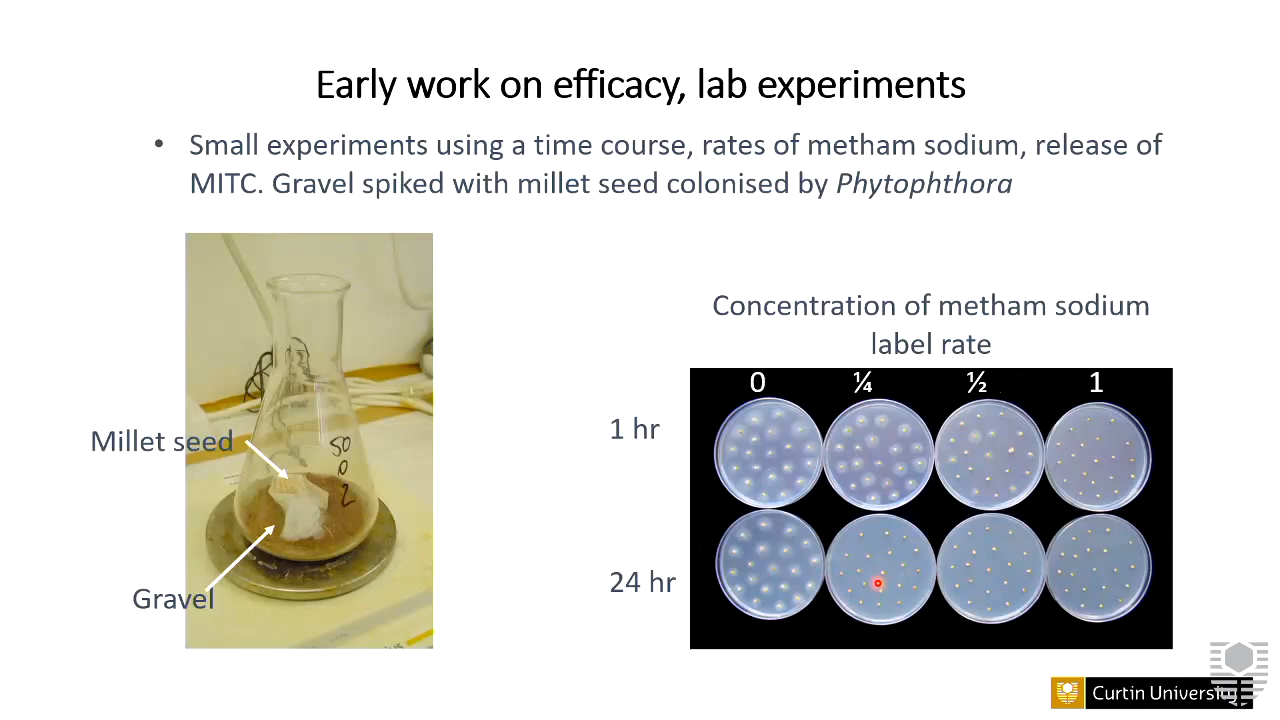 Early work on efficacy, lab experiments
• Small experiments using a time course, rates of metham sodium, release of
MITC. Gravel spiked with millet seed colonised by Phytophthora
Millet seed
50
0
2
Gravel
Concentration of metham sodium
label rate
0 ¼ ½ 1
1 hr
24 hr
Curtin University